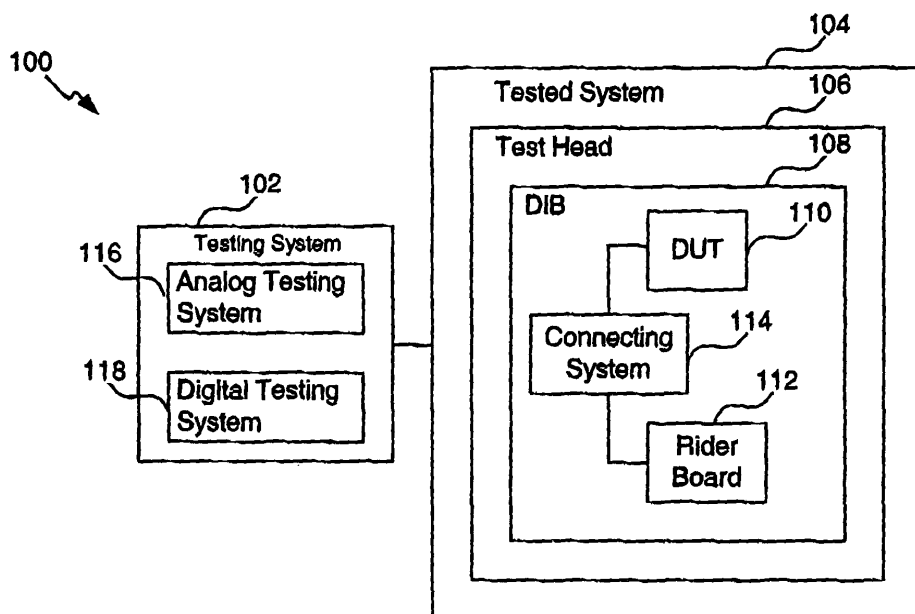 104
100
Tested System
106
Test Head
108
102
DIB
110
Testing System
DUT
116
Analog Testing
System
114
Connecting
System
118
112
Digital Testing
System
Rider
Board